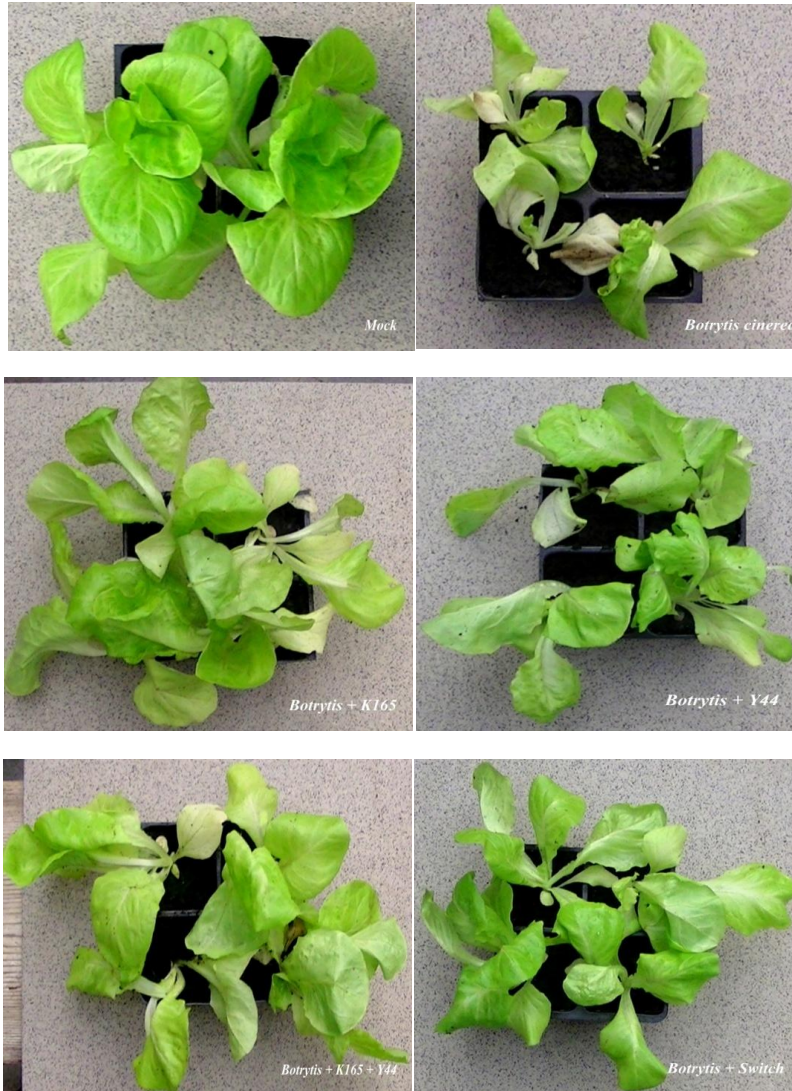 Mock
Botrytis cinerea
Botrytis + K165
Botrytis + Y44
Botrytis + K165 + Y44
Botrytis + Switch